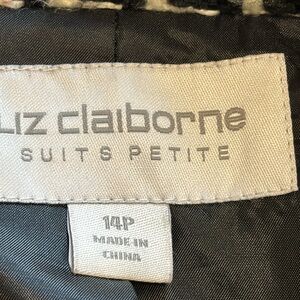 Liz claiborne
SUITS PETITE
14P
MADE IN
CHINA